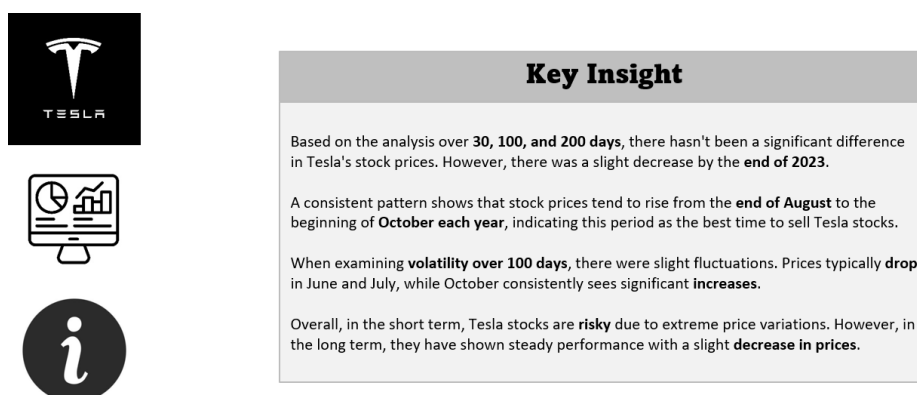 TESLA
Key Insight
Based on the analysis over 30, 100, and 200 days, there hasn't been a significant difference
in Tesla's stock prices. However, there was a slight decrease by the end of 2023.
A consistent pattern shows that stock prices tend to rise from the end of August to the
beginning of October each year, indicating this period as the best time to sell Tesla stocks.
When examining volatility over 100 days, there were slight fluctuations. Prices typically drop
in June and July, while October consistently sees significant increases.
Overall, in the short term, Tesla stocks are risky due to extreme price variations. However, in
the long term, they have shown steady performance with a slight decrease in prices.
i